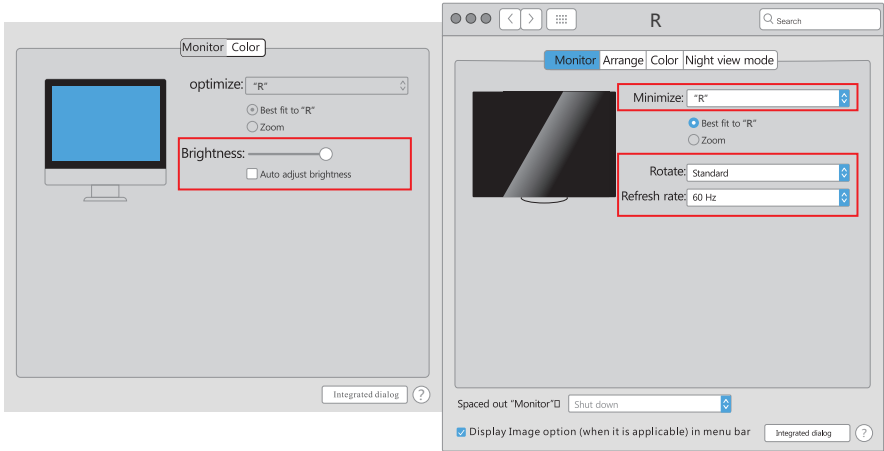 Monitor Color
optimize: "R"
Best fit to "R"
Zoom
Brightness:
Auto adjust brightness
Integrated dialog ?
R
Search
Monitor Arrange Color Night view mode
Minimize: "R"
Best fit to "R"
Zoom
Rotate: Standard
Refresh rate: 60 Hz
Spaced out "Monitor"▯ Shut down
Display Image option (when it is applicable) in menu bar Integrated dialog ?